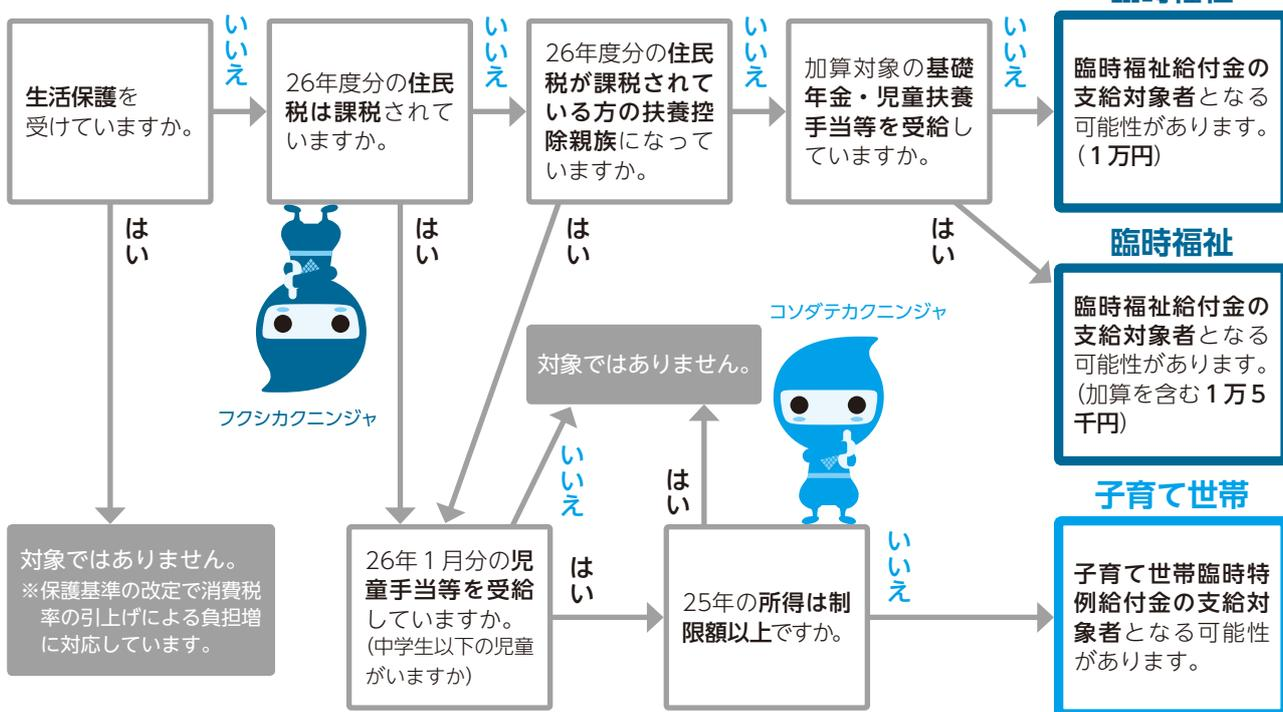 臨時福祉
生活保護を
受けていますか。
いいえ
26年度分の住民
税は課税されて
いますか。
いいえ
26年度分の住民
税が課税されて
いる方の扶養控
除親族になって
いますか。
いいえ
加算対象の基礎
年金・児童扶養
手当等を受給し
ていますか。
いいえ
臨時福祉給付金の
支給対象者となる
可能性があります。
(1万円)
はい
はい
はい
はい
臨時福祉
臨時福祉給付金の
支給対象者となる
可能性があります。
(加算を含む1万5
千円)
フクシカクニンジャ
コソダテカクニンジャ
対象ではありません。
いいえ
はい
対象ではありません。
※保護基準の改定で消費税
率の引上げによる負担増
に対応しています。
26年1月分の児
童手当等を受給
していますか。
(中学生以下の児童
がいますか)
はい
25年の所得は制
限額以上ですか。
いいえ
子育て世帯
子育て世帯臨時特
例給付金の支給対
象者となる可能性
があります。